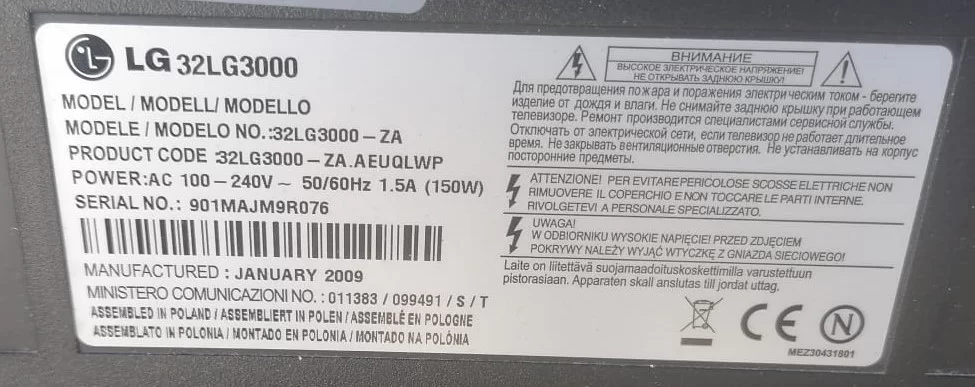 LG 32LG3000
MODEL / MODELL/ MODELLO
MODELE / MODELO NO.:32LG3000-ZA
PRODUCT CODE :32LG3000-ZA.AEUQLWP
POWER:AC 100-240V~ 50/60Hz 1.5A (150W)
SERIAL NO.: 901MAJM9R076
MANUFACTURED : JANUARY 2009
MINISTERO COMUNICAZIONI NO. : 011383 / 099491 / S / T
ASSEMBLED IN POLAND / ASSEMBLIERT IN POLEN / ASSEMBLÉ EN POLOGNE
ASSEMBLATO IN POLONIA / MONTADO EN POLONIA / MONTADO NA POLÓNIA
ВНИМАНИЕ
ВЫСОКОЕ ЭЛЕКТРИЧЕСКОЕ НАПРЯЖЕНИЕ!
НЕ ОТКРЫВАТЬ ЗАДНЮЮ КРЫШКУ!
Для предотвращения пожара и поражения электрическим током - берегите
изделие от дождя и влаги. Не снимайте заднюю крышку при работающем
телевизоре. Ремонт производится специалистами сервисной службы.
Отключать от электрической сети, если телевизор не работает длительное
время. Не закрывать вентиляционные отверстия. Не устанавливать на корпус
посторонние предметы.
ATTENZIONE! PER EVITARE PERICOLOSE SCOSSE ELETTRICHE NON
RIMUOVERE IL COPERCHIO E NON TOCCARE LE PARTI INTERNE.
RIVOLGETEVI A PERSONALE SPECIALIZZATO.
UWAGA!
W ODBIORNIKU WYSOKIE NAPIĘCIE! PRZED ZDJĘCIEM
POKRYWY NALEŻY WYJĄĆ WTYCZKĘ Z GNIAZDA SIECIOWEGO!
Laite on liitettävä suojamaadoituskoskettimilla varustettuun
pistorasiaan. Apparaten skall anslutas till jordat uttag.
CE N
MEZ30431801